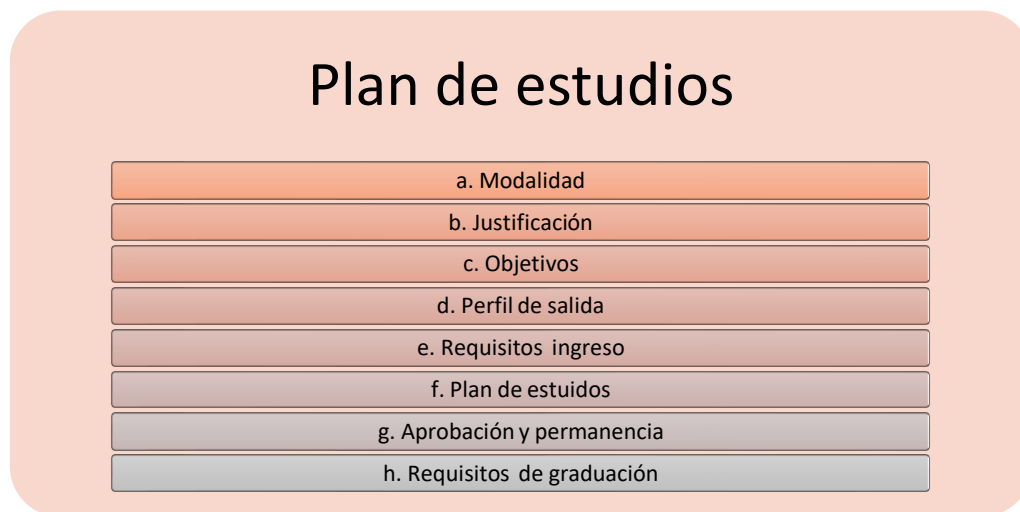 Plan de estudios
a. Modalidad
b. Justificación
c. Objetivos
d. Perfil de salida
e. Requisitos ingreso
f. Plan de estuidos
g. Aprobación y permanencia
h. Requisitos de graduación